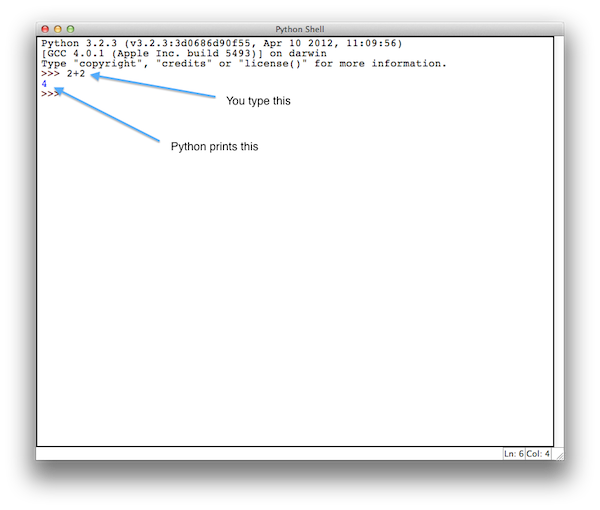 Python Shell
Python 3.2.3 (v3.2.3:3d0686d90f55, Apr 10 2012, 11:09:56)
[GCC 4.0.1 (Apple Inc. build 5493)] on darwin
Type "copyright", "credits" or "license()" for more information.
>>> 2+2
4
>>>
You type this
Python prints this
Ln: 6 Col: 4